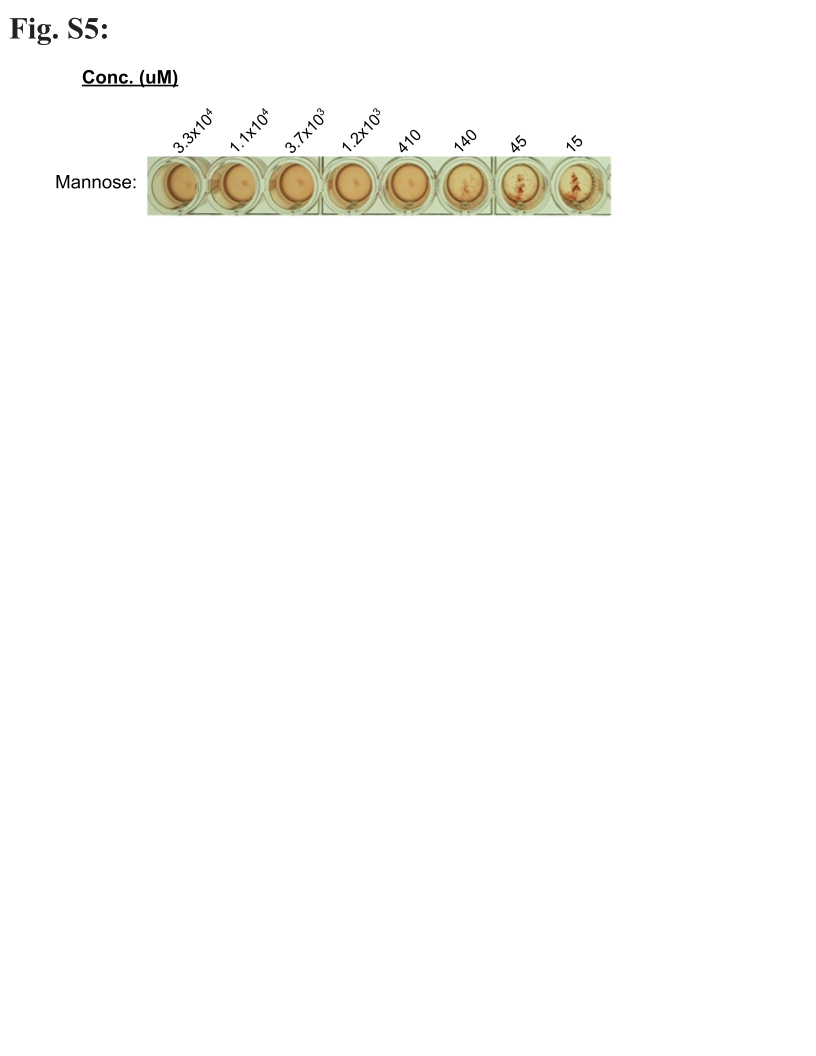 Fig. S5:
Conc. (uM)
3.3x10⁴ 1.1x10⁴ 3.7x10³ 1.2x10³ 410 140 45 15
Mannose: